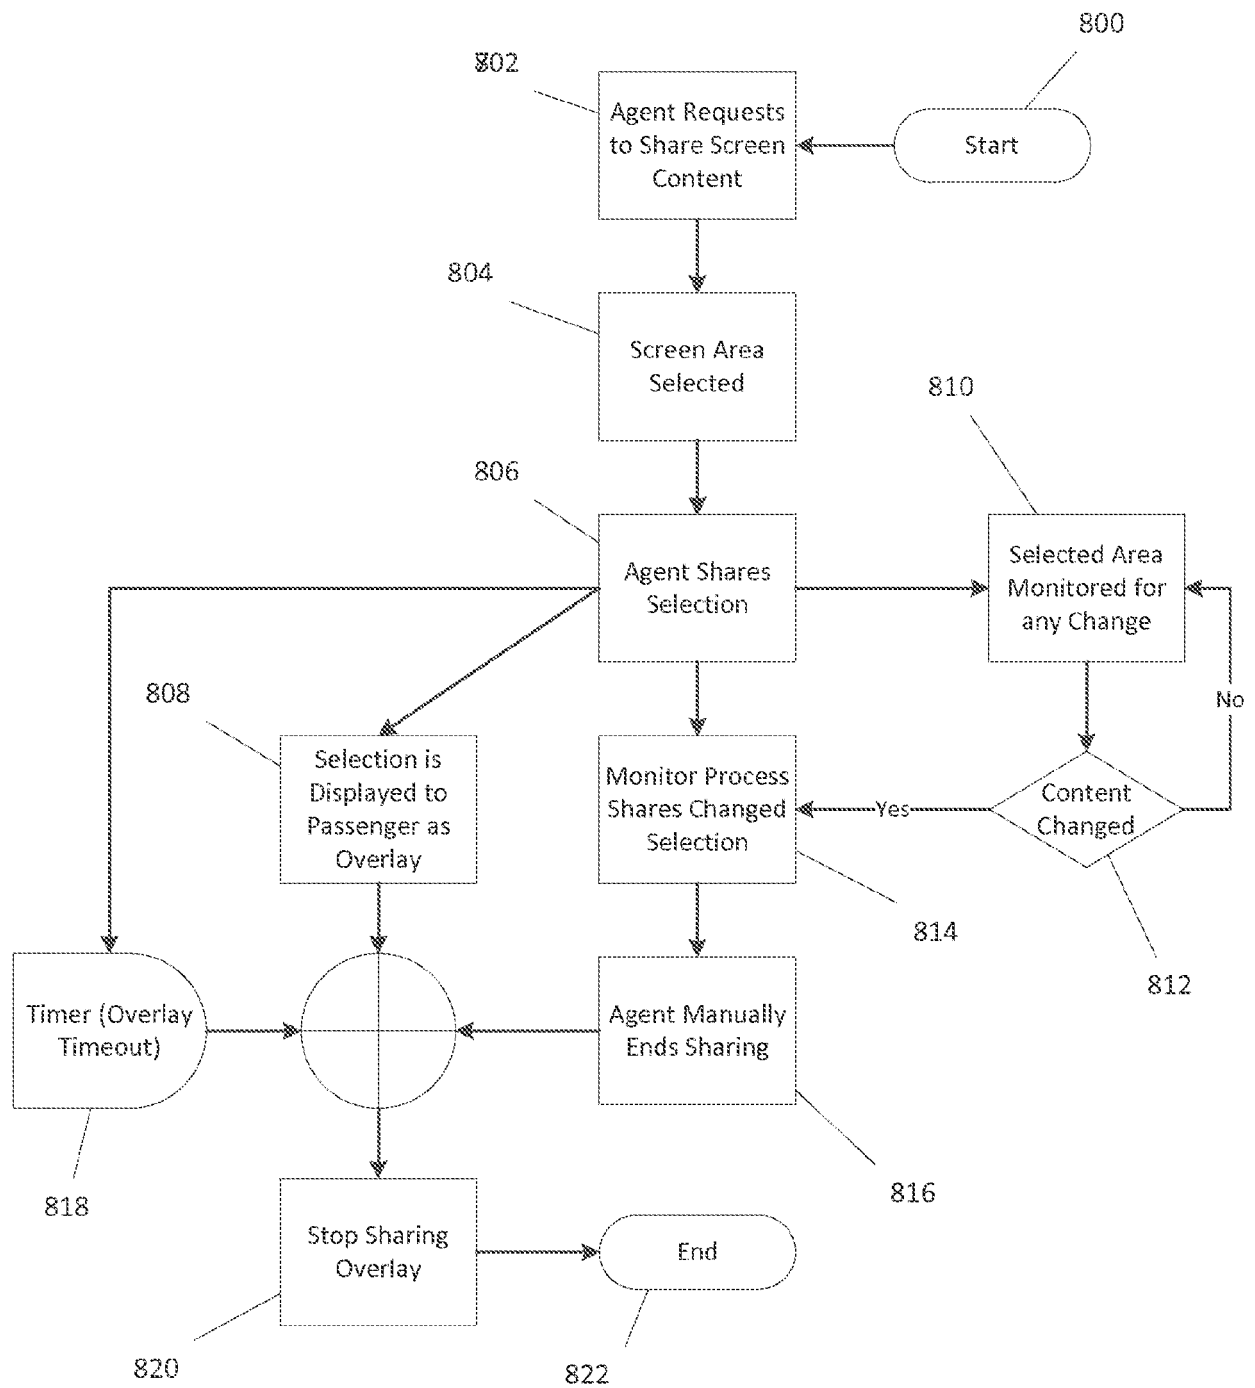 800
802
Agent Requests
to Share Screen
Content
Start
804
Screen Area
Selected
810
806
Agent Shares
Selection
Selected Area
Monitored for
any Change
808
No
Selection is
Displayed to
Passenger as
Overlay
Monitor Process
Shares Changed
Selection
Yes
Content
Changed
814
812
Timer (Overlay
Timeout)
Agent Manually
Ends Sharing
818
816
Stop Sharing
Overlay
End
820
822